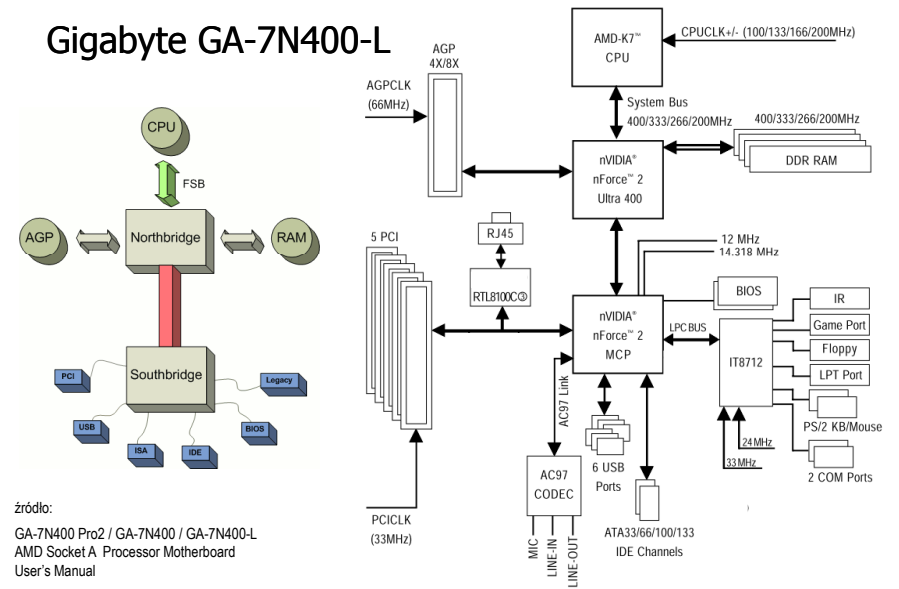 Gigabyte GA-7N400-L
CPU
FSB
AGP
Northbridge
RAM
Southbridge
PCI
USB
ISA
IDE
BIOS
Legacy
źródło:
GA-7N400 Pro2 / GA-7N400 / GA-7N400-L
AMD Socket A Processor Motherboard
User's Manual
AMD-K7™
CPU
CPUCLK+/- (100/133/166/200MHz)
AGP
4X/8X
AGPCLK
(66MHz)
System Bus
400/333/266/200MHz
400/333/266/200MHz
DDR RAM
nVIDIA®
nForce™ 2
Ultra 400
5 PCI
RJ45
RTL8100C③
12 MHz
14.318 MHz
BIOS
nVIDIA®
nForce™ 2
MCP
LPC BUS
IT8712
IR
Game Port
Floppy
LPT Port
PS/2 KB/Mouse
2 COM Ports
24 MHz
33 MHz
AC97 Link
6 USB
Ports
AC97
CODEC
MIC
LINE-IN
LINE-OUT
ATA33/66/100/133
IDE Channels
PCICLK
(33MHz)
)